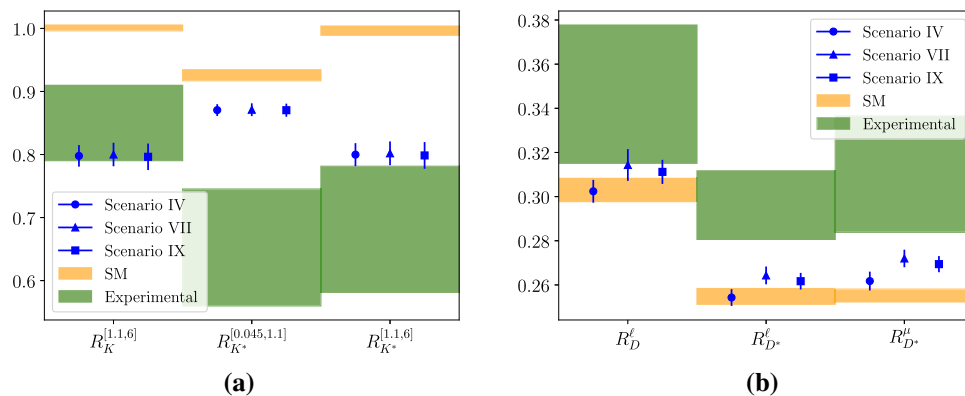 1.0
0.9
0.8
0.7
0.6
Scenario IV
Scenario VII
Scenario IX
SM
Experimental
R_K^{[1.1,6]}
R_{K^*}^{[0.045,1.1]}
R_{K^*}^{[1.1,6]}
(a)
0.38
0.36
0.34
0.32
0.30
0.28
0.26
Scenario IV
Scenario VII
Scenario IX
SM
Experimental
R_D^ℓ
R_{D^*}^ℓ
R_{D^*}^μ
(b)